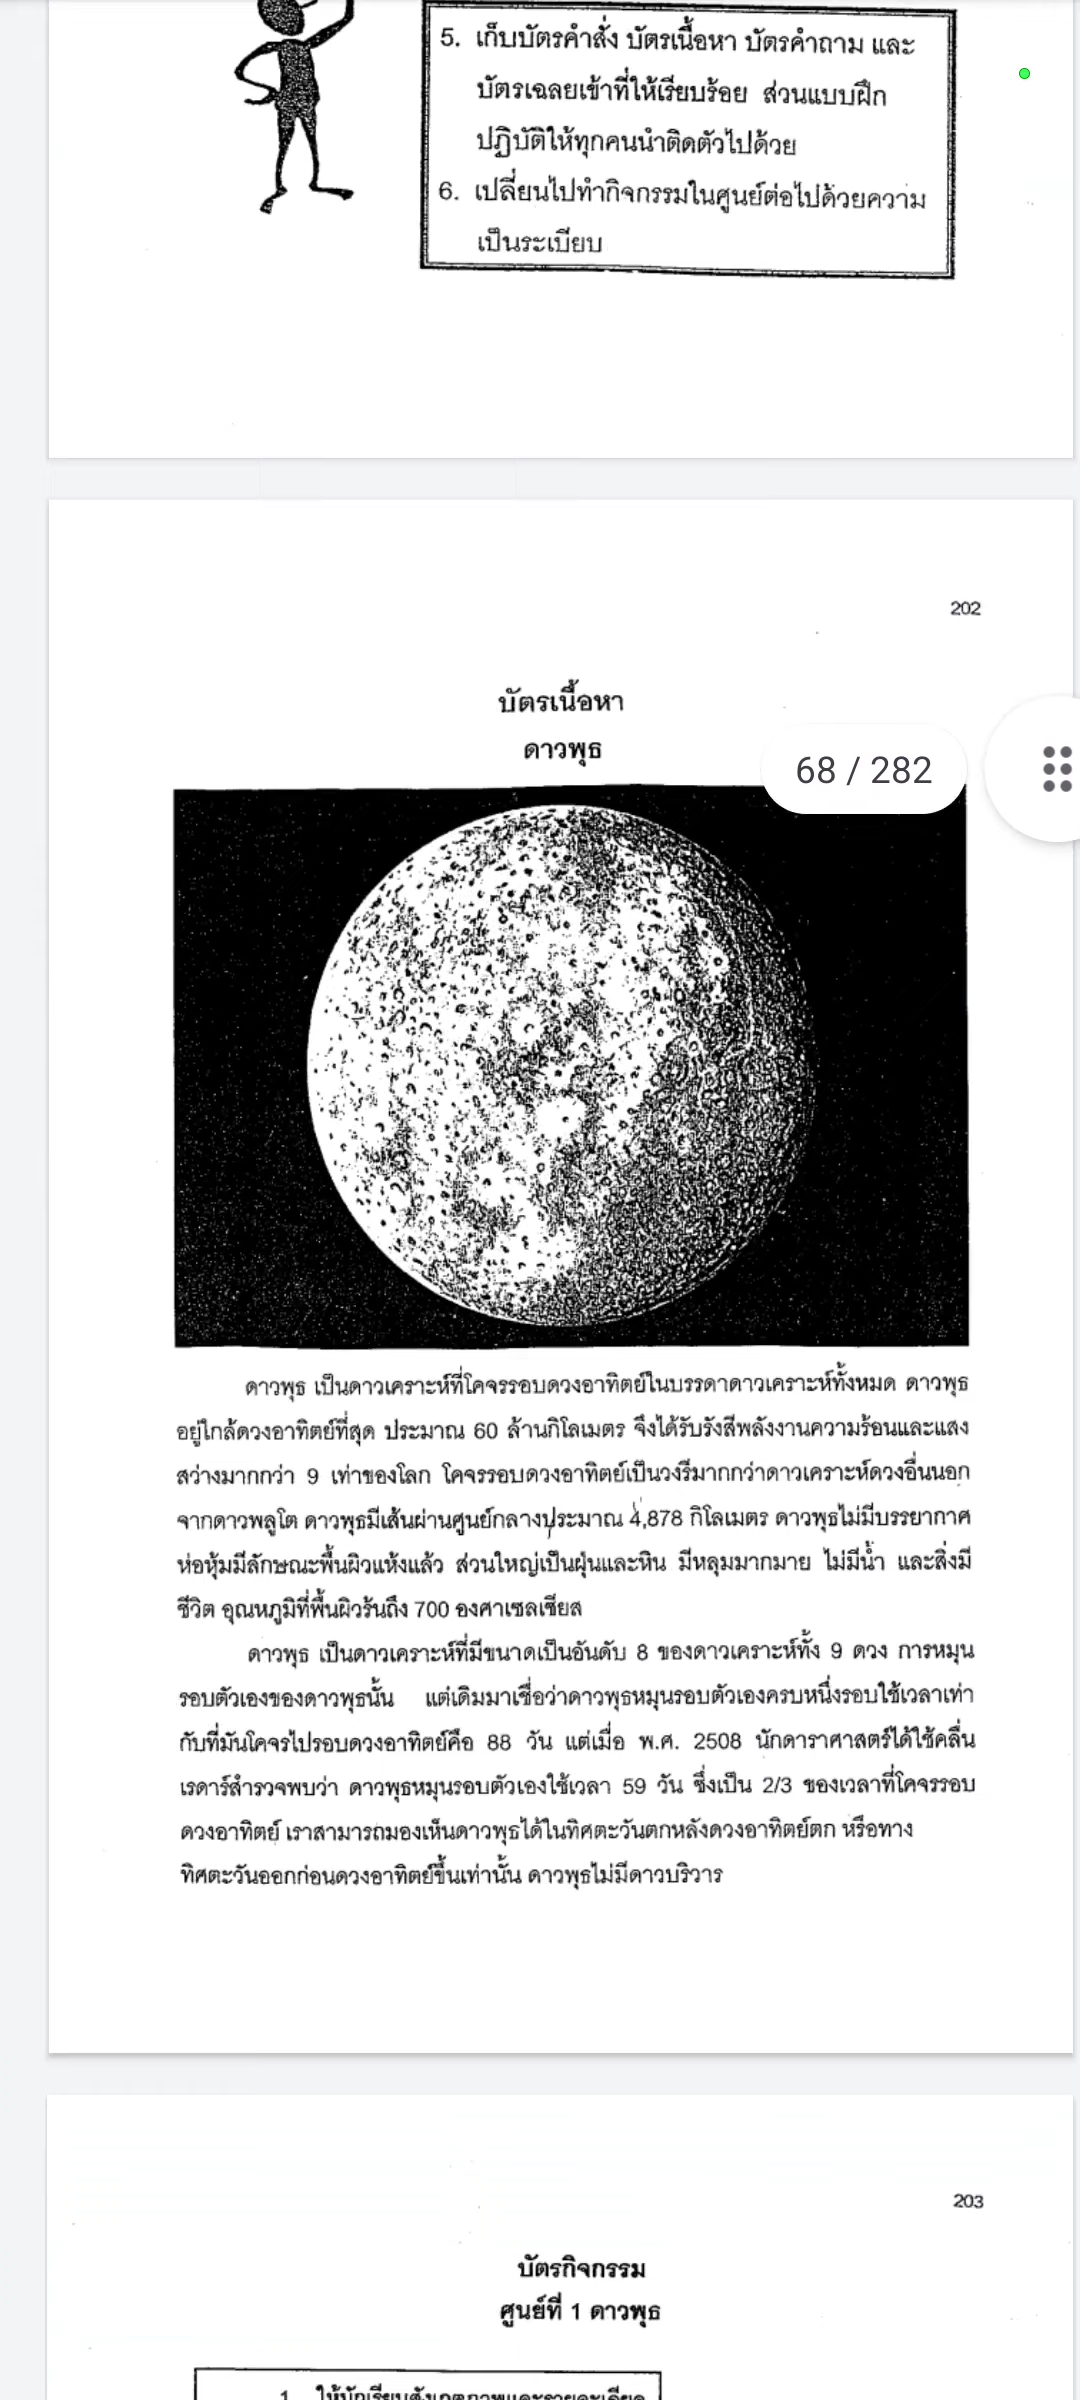 5. เก็บบัตรคำสั่ง บัตรเนื้อหา บัตรคำถาม และ
บัตรเฉลยเข้าที่ให้เรียบร้อย ส่วนแบบฝึก
ปฏิบัติให้ทุกคนนำติดตัวไปด้วย
6. เปลี่ยนไปทำกิจกรรมในศูนย์ต่อไปด้วยความ
เป็นระเบียบ
202
บัตรเนื้อหา
ดาวพุธ
68 / 282
ดาวพุธ เป็นดาวเคราะห์ที่โคจรรอบดวงอาทิตย์ในบรรดาดาวเคราะห์ทั้งหมด ดาวพุธ
อยู่ใกล้ดวงอาทิตย์ที่สุด ประมาณ 60 ล้านกิโลเมตร จึงได้รับรังสีพลังงานความร้อนและแสง
สว่างมากกว่า 9 เท่าของโลก โคจรรอบดวงอาทิตย์เป็นวงรีมากกว่าดาวเคราะห์ดวงอื่นนอก
จากดาวพลูโต ดาวพุธมีเส้นผ่านศูนย์กลางประมาณ 4,878 กิโลเมตร ดาวพุธไม่มีบรรยากาศ
ห่อหุ้มมีลักษณะพื้นผิวแห้งแล้ว ส่วนใหญ่เป็นฝุ่นและหิน มีหลุมมากมาย ไม่มีน้ำ และสิ่งมี
ชีวิต อุณหภูมิที่พื้นผิวร้นถึง 700 องศาเซลเซียส
ดาวพุธ เป็นดาวเคราะห์ที่มีขนาดเป็นอันดับ 8 ของดาวเคราะห์ทั้ง 9 ดวง การหมุน
รอบตัวเองของดาวพุธนั้น แต่เดิมมาเชื่อว่าดาวพุธหมุนรอบตัวเองครบหนึ่งรอบใช้เวลาเท่า
กับที่มันโคจรไปรอบดวงอาทิตย์คือ 88 วัน แต่เมื่อ พ.ศ. 2508 นักดาราศาสตร์ได้ใช้คลื่น
เรดาร์สำรวจพบว่า ดาวพุธหมุนรอบตัวเองใช้เวลา 59 วัน ซึ่งเป็น 2/3 ของเวลาที่โคจรรอบ
ดวงอาทิตย์ เราสามารถมองเห็นดาวพุธได้ในทิศตะวันตกหลังดวงอาทิตย์ตก หรือทาง
ทิศตะวันออกก่อนดวงอาทิตย์ขึ้นเท่านั้น ดาวพุธไม่มีดาวบริวาร
203
บัตรกิจกรรม
ศูนย์ที่ 1 ดาวพุธ
1. ให้นักเรียนสังเกตภาพและรายละเอียด